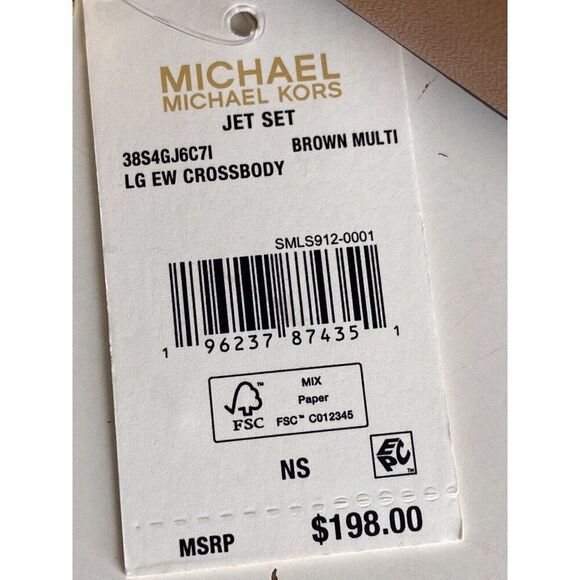 MICHAEL
MICHAEL KORS
JET SET
38S4GJ6C7I BROWN MULTI
LG EW CROSSBODY
SMLS912-0001
1 96237 87435 1
FSC
MIX
Paper
FSC™ C012345
NS
EPC
MSRP $198.00